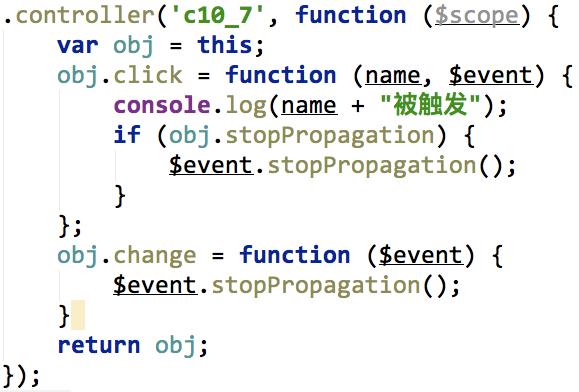 .controller('c10_7', function ($scope) {
    var obj = this;
    obj.click = function (name, $event) {
        console.log(name + "被触发");
        if (obj.stopPropagation) {
            $event.stopPropagation();
        }
    };
    obj.change = function ($event) {
        $event.stopPropagation();
    }
    return obj;
});